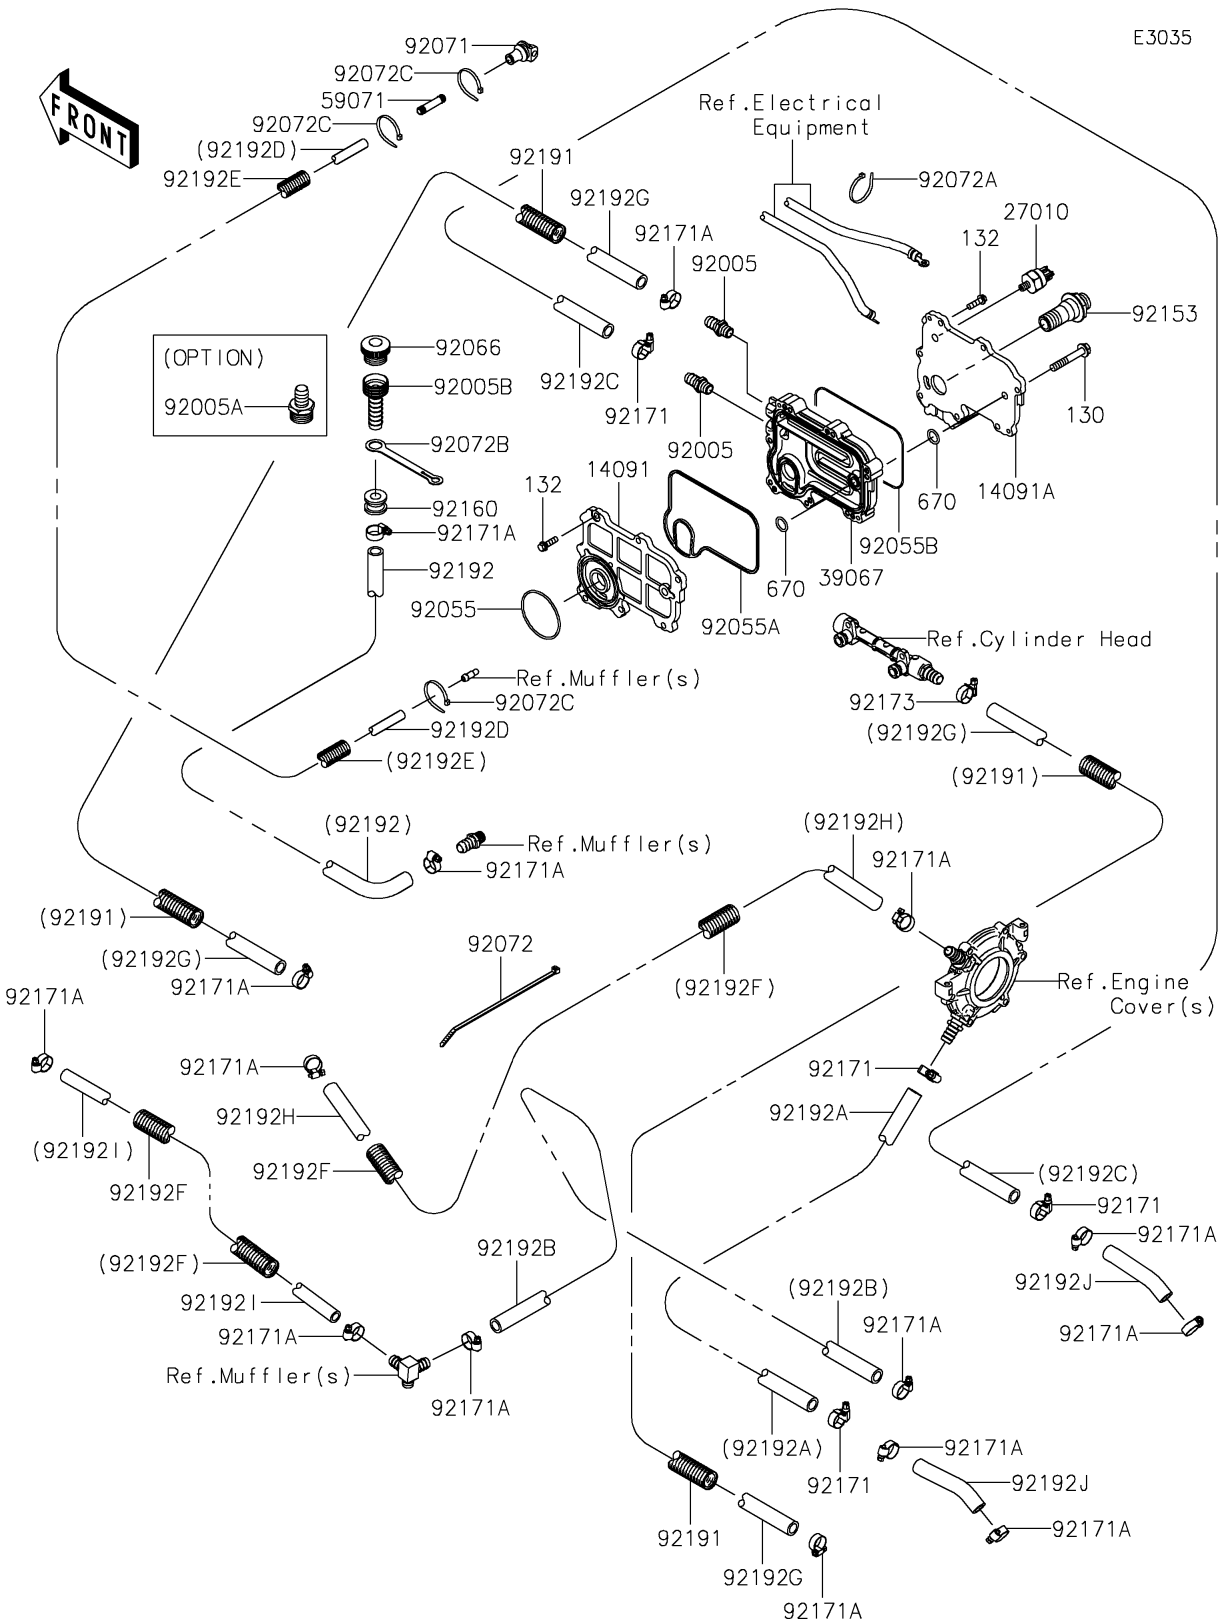 E3035
92071
92072C
59071
92072C
(92192D)
92192E
FRONT
Ref.Electrical
Equipment
92191
92192G
92171A
92005
92072A
27010
132
92153
(OPTION)
92005A
92066
92005B
92072B
92160
92171A
92192
92192C
92171
92005
130
14091A
670
92055B
39067
670
14091
132
92055
92055A
Ref.Cylinder Head
92173
(92192G)
(92191)
Ref.Muffler(s)
92072C
92192D
(92192E)
(92192)
Ref.Muffler(s)
92171A
(92192H)
92171A
(92191)
(92192G)
92171A
92072
(92192F)
Ref.Engine
Cover(s)
92171A
92171A
92192H
92192F
(92192I)
92192F
92171
92192A
(92192C)
92171
92171A
92192J
92171A
(92192F)
92192I
92171A
Ref.Muffler(s)
92192B
92171A
(92192B)
92171A
(92192A)
92171
92171A
92192J
92171A
92191
92192G
92171A